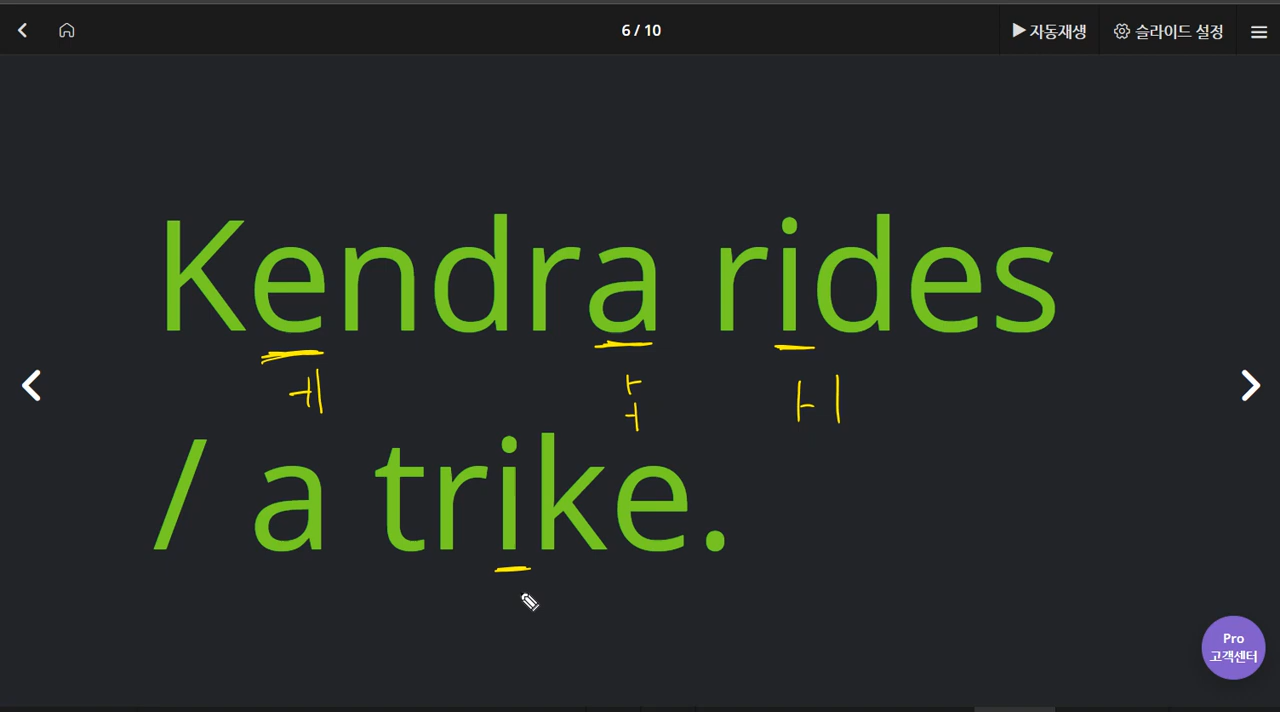 6 / 10
자동재생
슬라이드 설정
Kendra rides
ㅔ ㅏ ㅓ ㅏㅣ
/ a trike.
Pro
고객센터